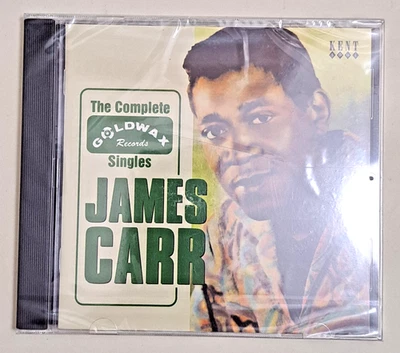 The Complete
GOLDWAX
Records
Singles
JAMES
CARR
KENT